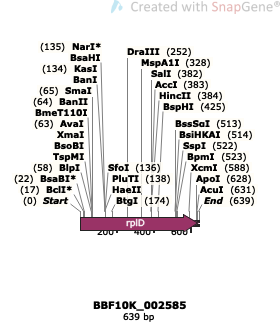 Created with SnapGene®
(135) NarI*
BsaHI
(134) KasI
BanI
(65) SmaI
(64) BanII
BmeT110I
(63) AvaI
XmaI
BsoBI
TspMI
(58) BlpI
(22) BsaBI*
(17) BclI*
(0) Start
DraIII (252)
MspA1I (328)
SalI (382)
AccI (383)
HincII (384)
BspHI (425)
BssSαI (513)
BsiHKAI (514)
SspI (522)
BpmI (523)
XcmI (588)
ApoI (628)
AcuI (631)
End (639)
SfoI (136)
PluTI (138)
HaeII
BtgI (174)
rplD
200
400
600
BBF10K_002585
639 bp